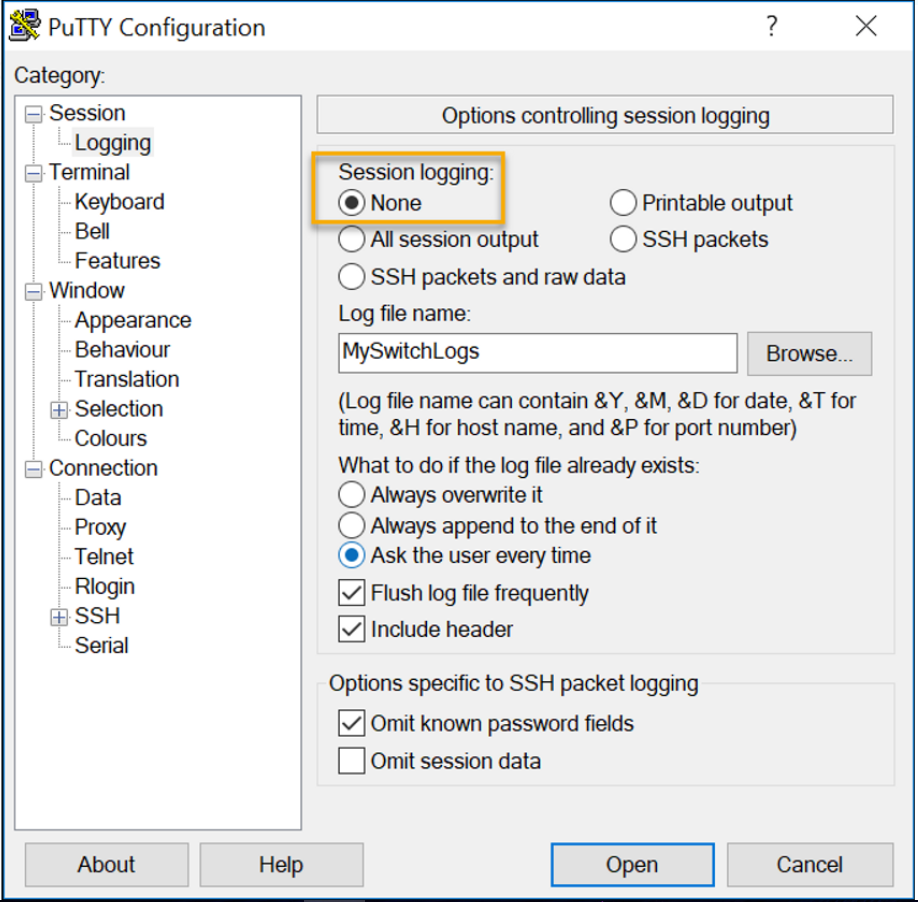 PuTTY Configuration
?
Category:
Session
Logging
Terminal
Keyboard
Bell
Features
Window
Appearance
Behaviour
Translation
Selection
Colours
Connection
Data
Proxy
Telnet
Rlogin
SSH
Serial
Options controlling session logging
Session logging:
None
Printable output
All session output
SSH packets
SSH packets and raw data
Log file name:
MySwitchLogs
Browse...
(Log file name can contain &Y, &M, &D for date, &T for
time, &H for host name, and &P for port number)
What to do if the log file already exists:
Always overwrite it
Always append to the end of it
Ask the user every time
Flush log file frequently
Include header
Options specific to SSH packet logging
Omit known password fields
Omit session data
About
Help
Open
Cancel